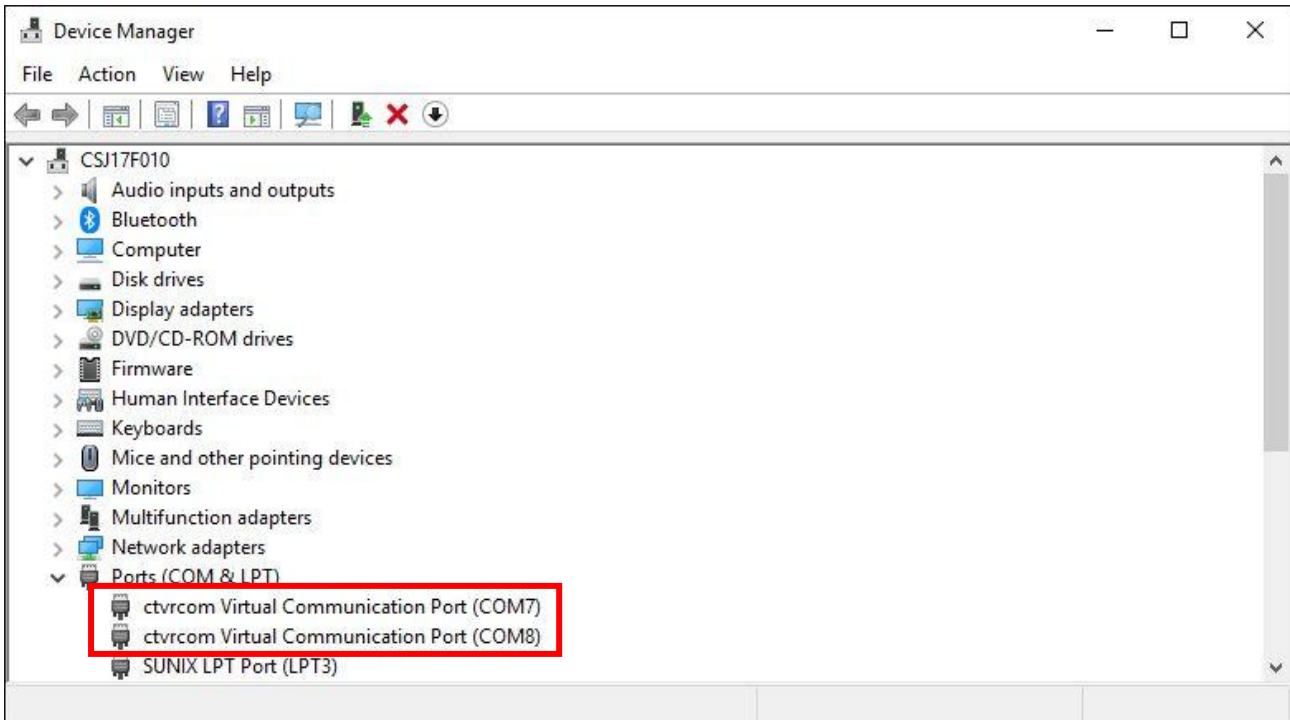 Device Manager
File Action View Help
CSJ17F010
Audio inputs and outputs
Bluetooth
Computer
Disk drives
Display adapters
DVD/CD-ROM drives
Firmware
Human Interface Devices
Keyboards
Mice and other pointing devices
Monitors
Multifunction adapters
Network adapters
Ports (COM & LPT)
ctvrcom Virtual Communication Port (COM7)
ctvrcom Virtual Communication Port (COM8)
SUNIX LPT Port (LPT3)